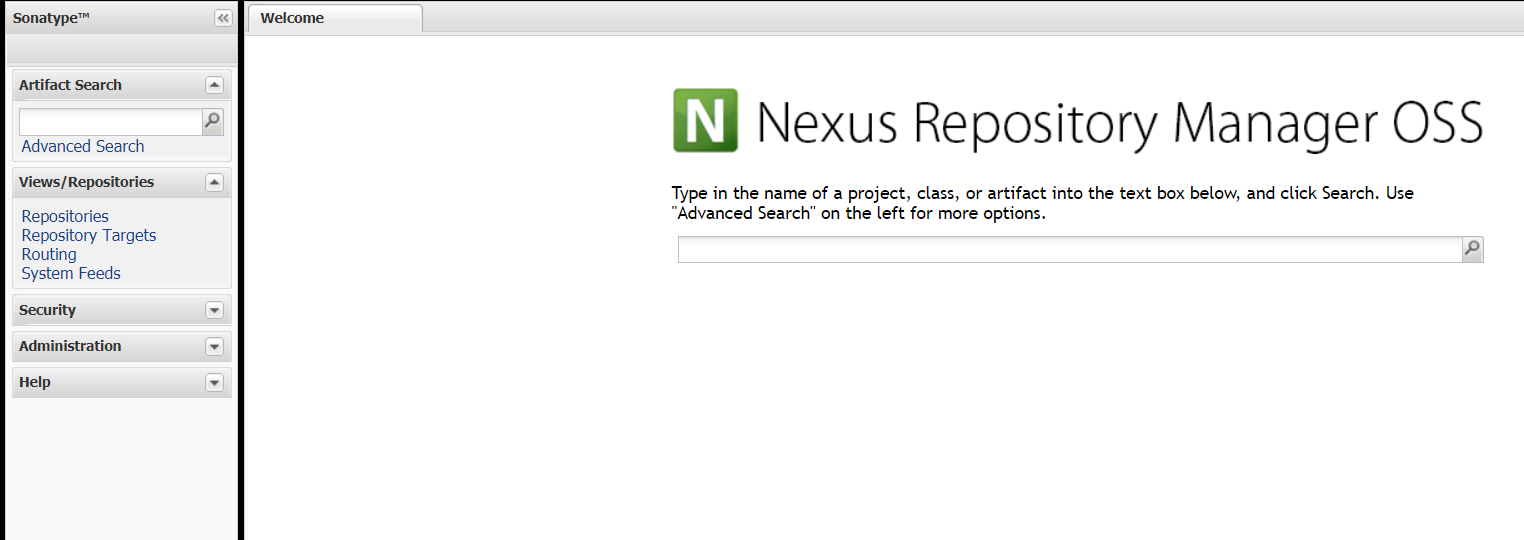 Sonatype™
Welcome
Artifact Search
Advanced Search
Views/Repositories
Repositories
Repository Targets
Routing
System Feeds
Security
Administration
Help
N Nexus Repository Manager OSS
Type in the name of a project, class, or artifact into the text box below, and click Search. Use
"Advanced Search" on the left for more options.